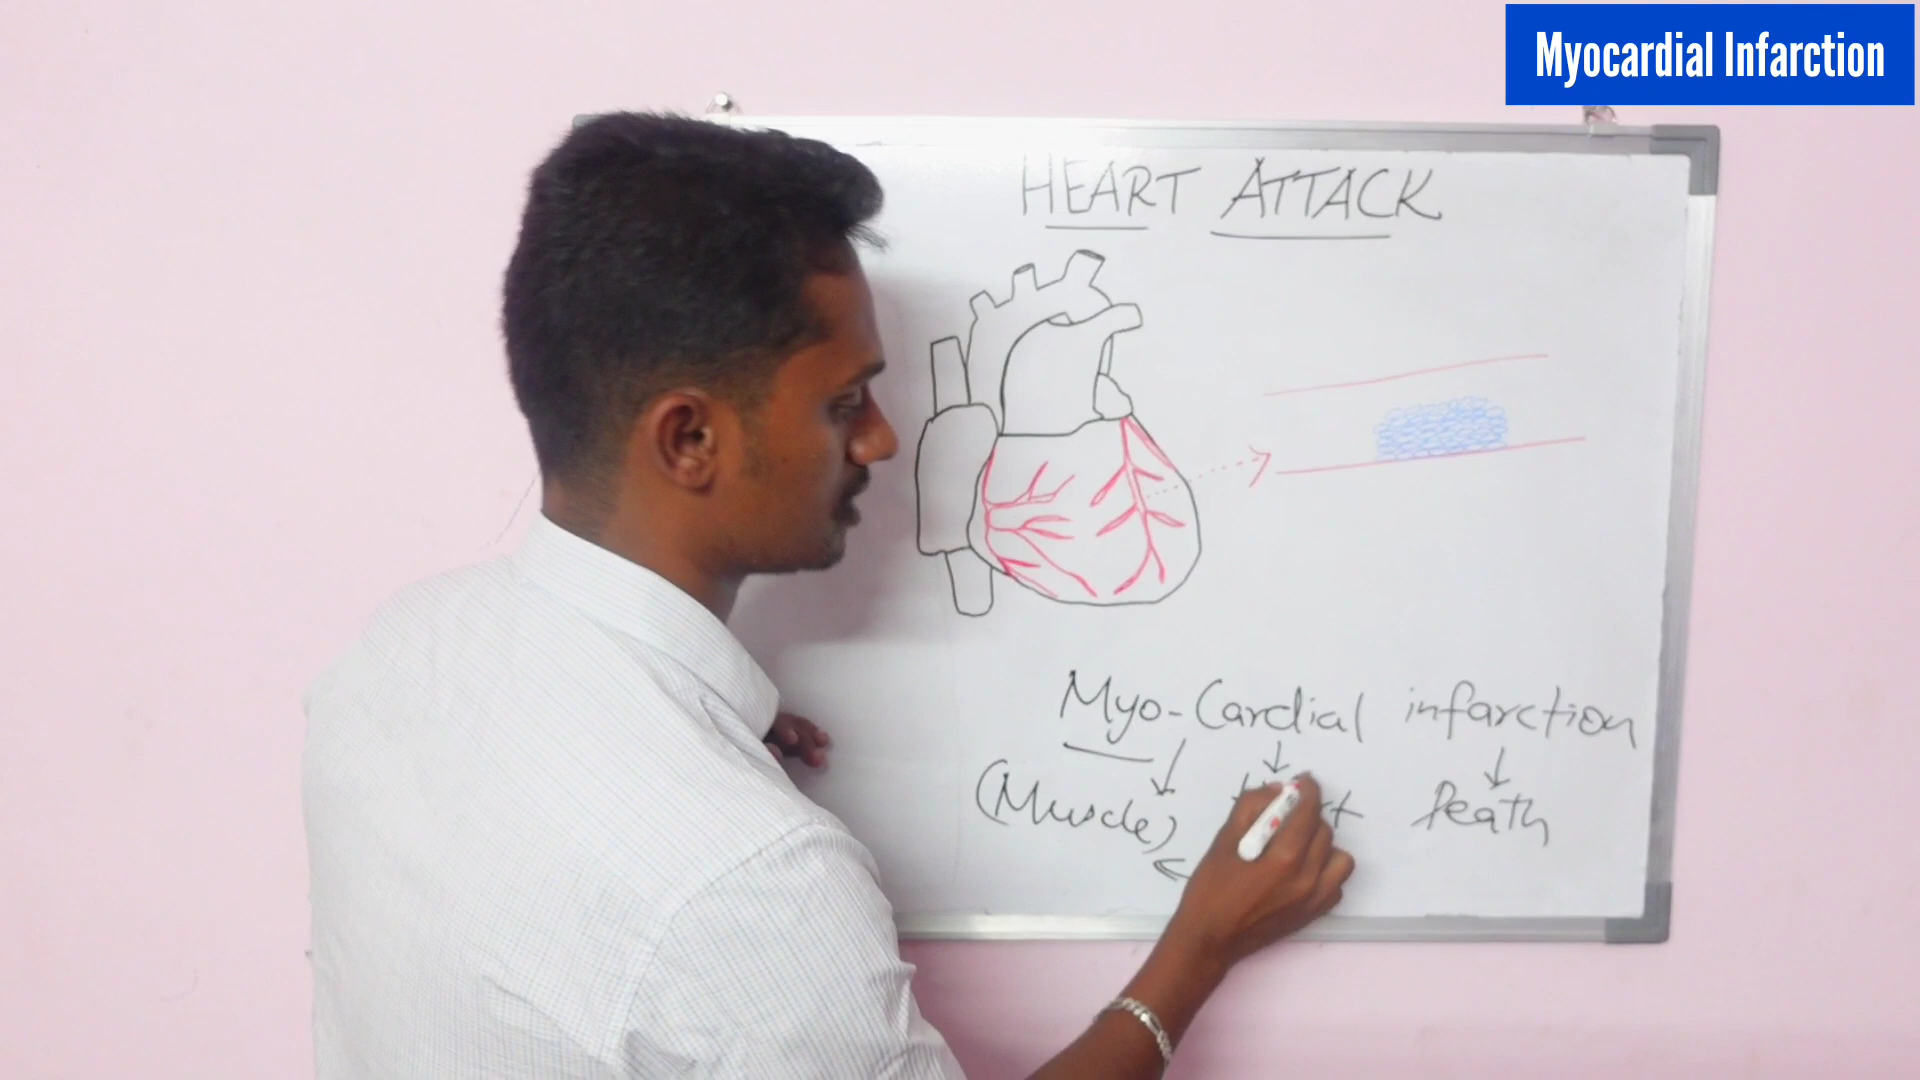 Myocardial Infarction
HEART ATTACK
Myo-Cardial infarction
(Muscle) Death